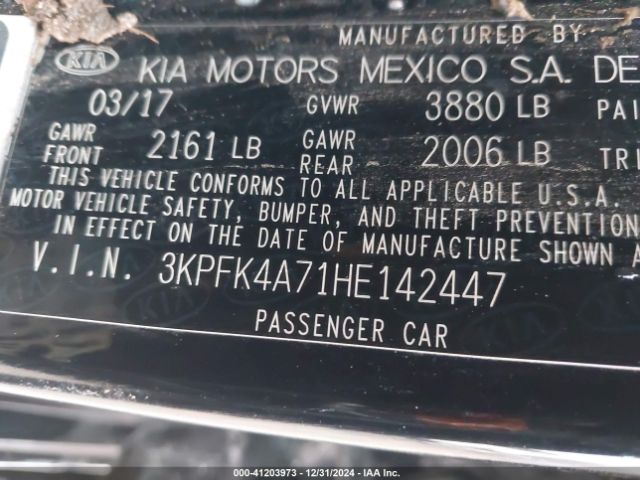 MANUFACTURED BY
KIA KIA MOTORS MEXICO S.A. DE
03/17 GVWR 3880 LB PAI
GAWR FRONT 2161 LB GAWR REAR 2006 LB TRI
THIS VEHICLE CONFORMS TO ALL APPLICABLE U.S.A.
MOTOR VEHICLE SAFETY, BUMPER, AND THEFT PREVENTION
IN EFFECT ON THE DATE OF MANUFACTURE SHOWN A
V.I.N. 3KPFK4A71HE142447
PASSENGER CAR
000-41203973 - 12/31/2024 - IAA Inc.